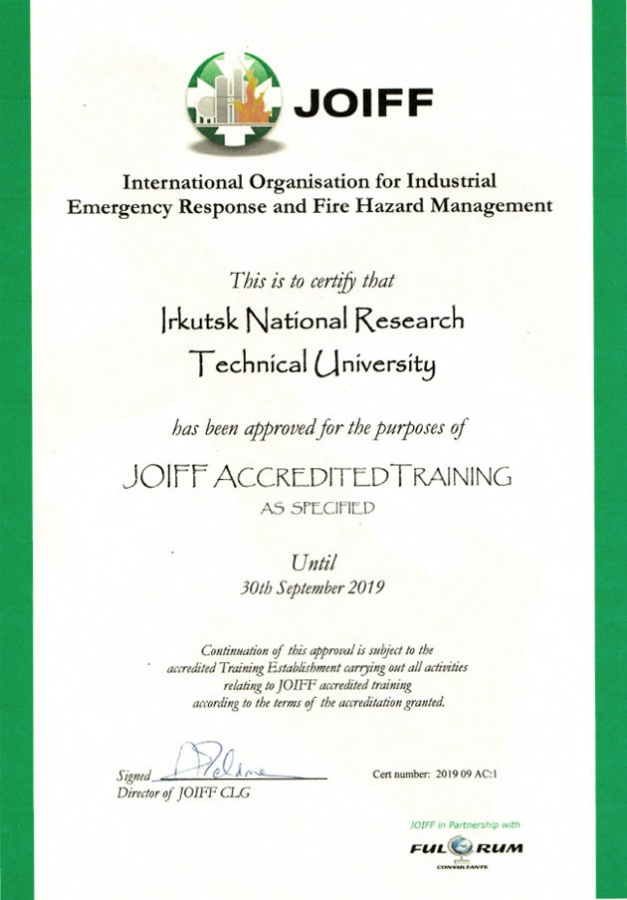 JOIFF
International Organisation for Industrial
Emergency Response and Fire Hazard Management
This is to certify that
Irkutsk National Research
Technical University
has been approved for the purposes of
JOIFF ACCREDITED TRAINING
AS SPECIFIED
Until
30th September 2019
Continuation of this approval is subject to the
accredited Training Establishment carrying out all activities
relating to JOIFF accredited training
according to the terms of the accreditation granted.
Signed
Cert number: 2019 09 AC:1
Director of JOIFF CLG
JOIFF in Partnership with
FULCRUM
CONSULTANTS